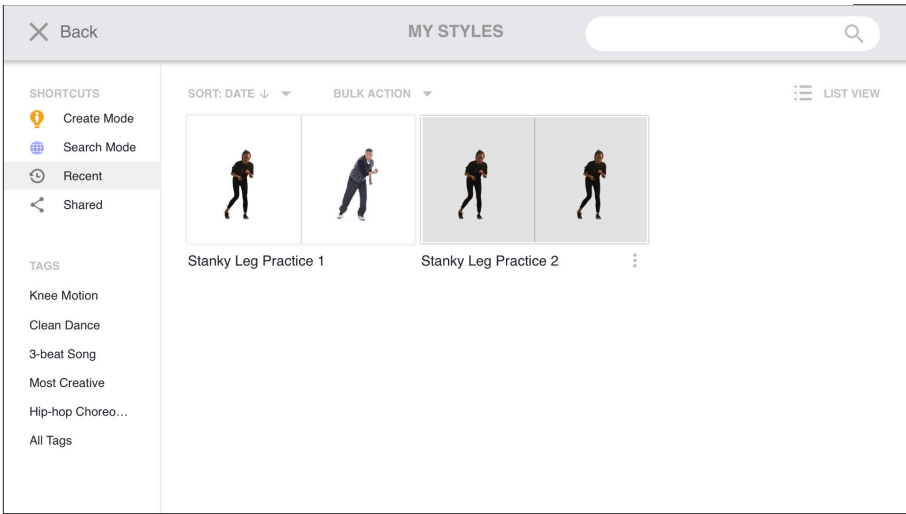 Back
MY STYLES
SHORTCUTS
Create Mode
Search Mode
Recent
Shared
TAGS
Knee Motion
Clean Dance
3-beat Song
Most Creative
Hip-hop Choreo…
All Tags
SORT: DATE ↓
BULK ACTION
LIST VIEW
Stanky Leg Practice 1
Stanky Leg Practice 2